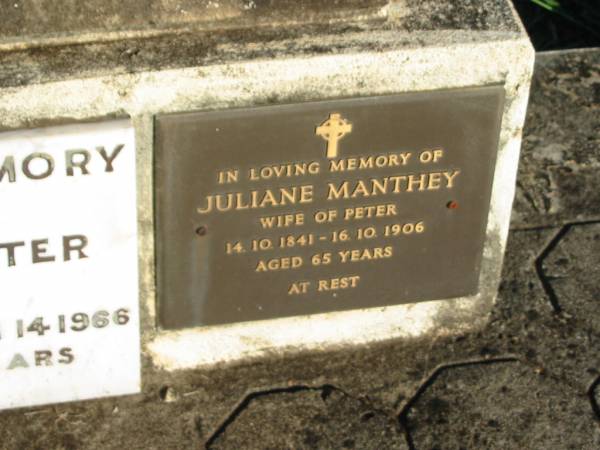 MORY
TER
14-1966
ARS
IN LOVING MEMORY OF
JULIANE MANTHEY
WIFE OF PETER
14.10.1841 - 16.10.1906
AGED 65 YEARS
AT REST